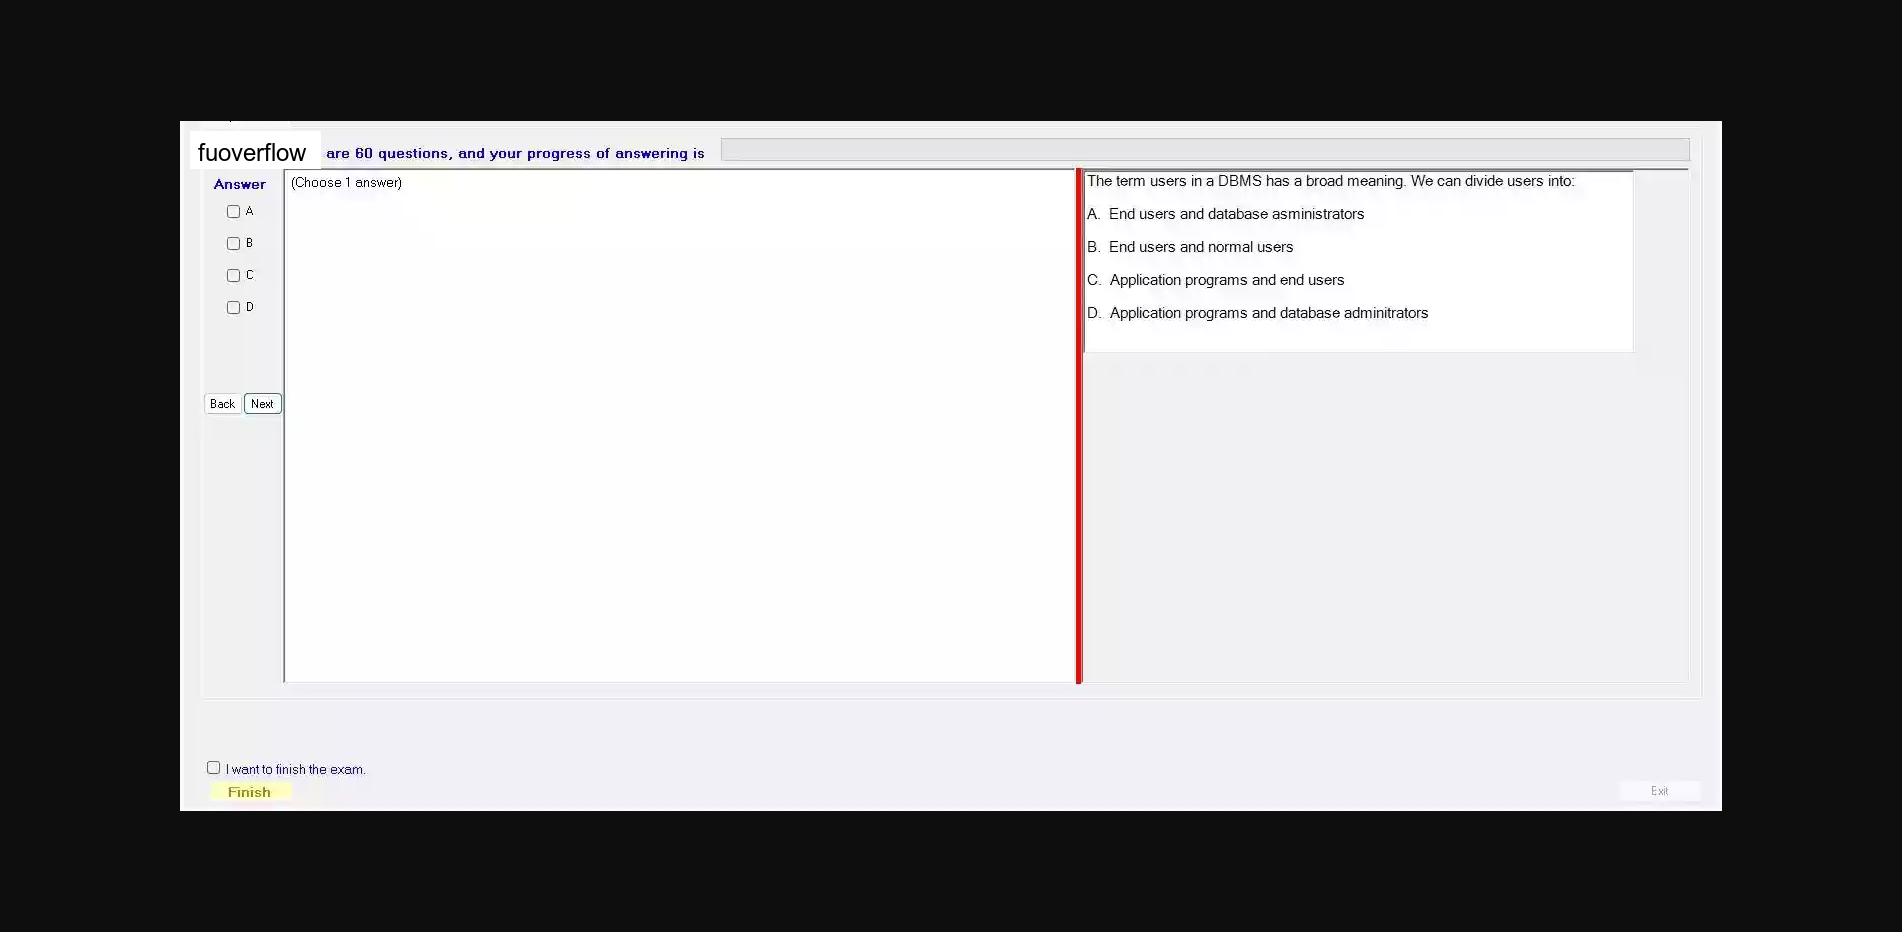 fuoverflow are 60 questions, and your progress of answering is
Answer
(Choose 1 answer)
A
B
C
D
Back Next
The term users in a DBMS has a broad meaning. We can divide users into:
A. End users and database asministrators
B. End users and normal users
C. Application programs and end users
D. Application programs and database adminitrators
I want to finish the exam.
Finish
Exit